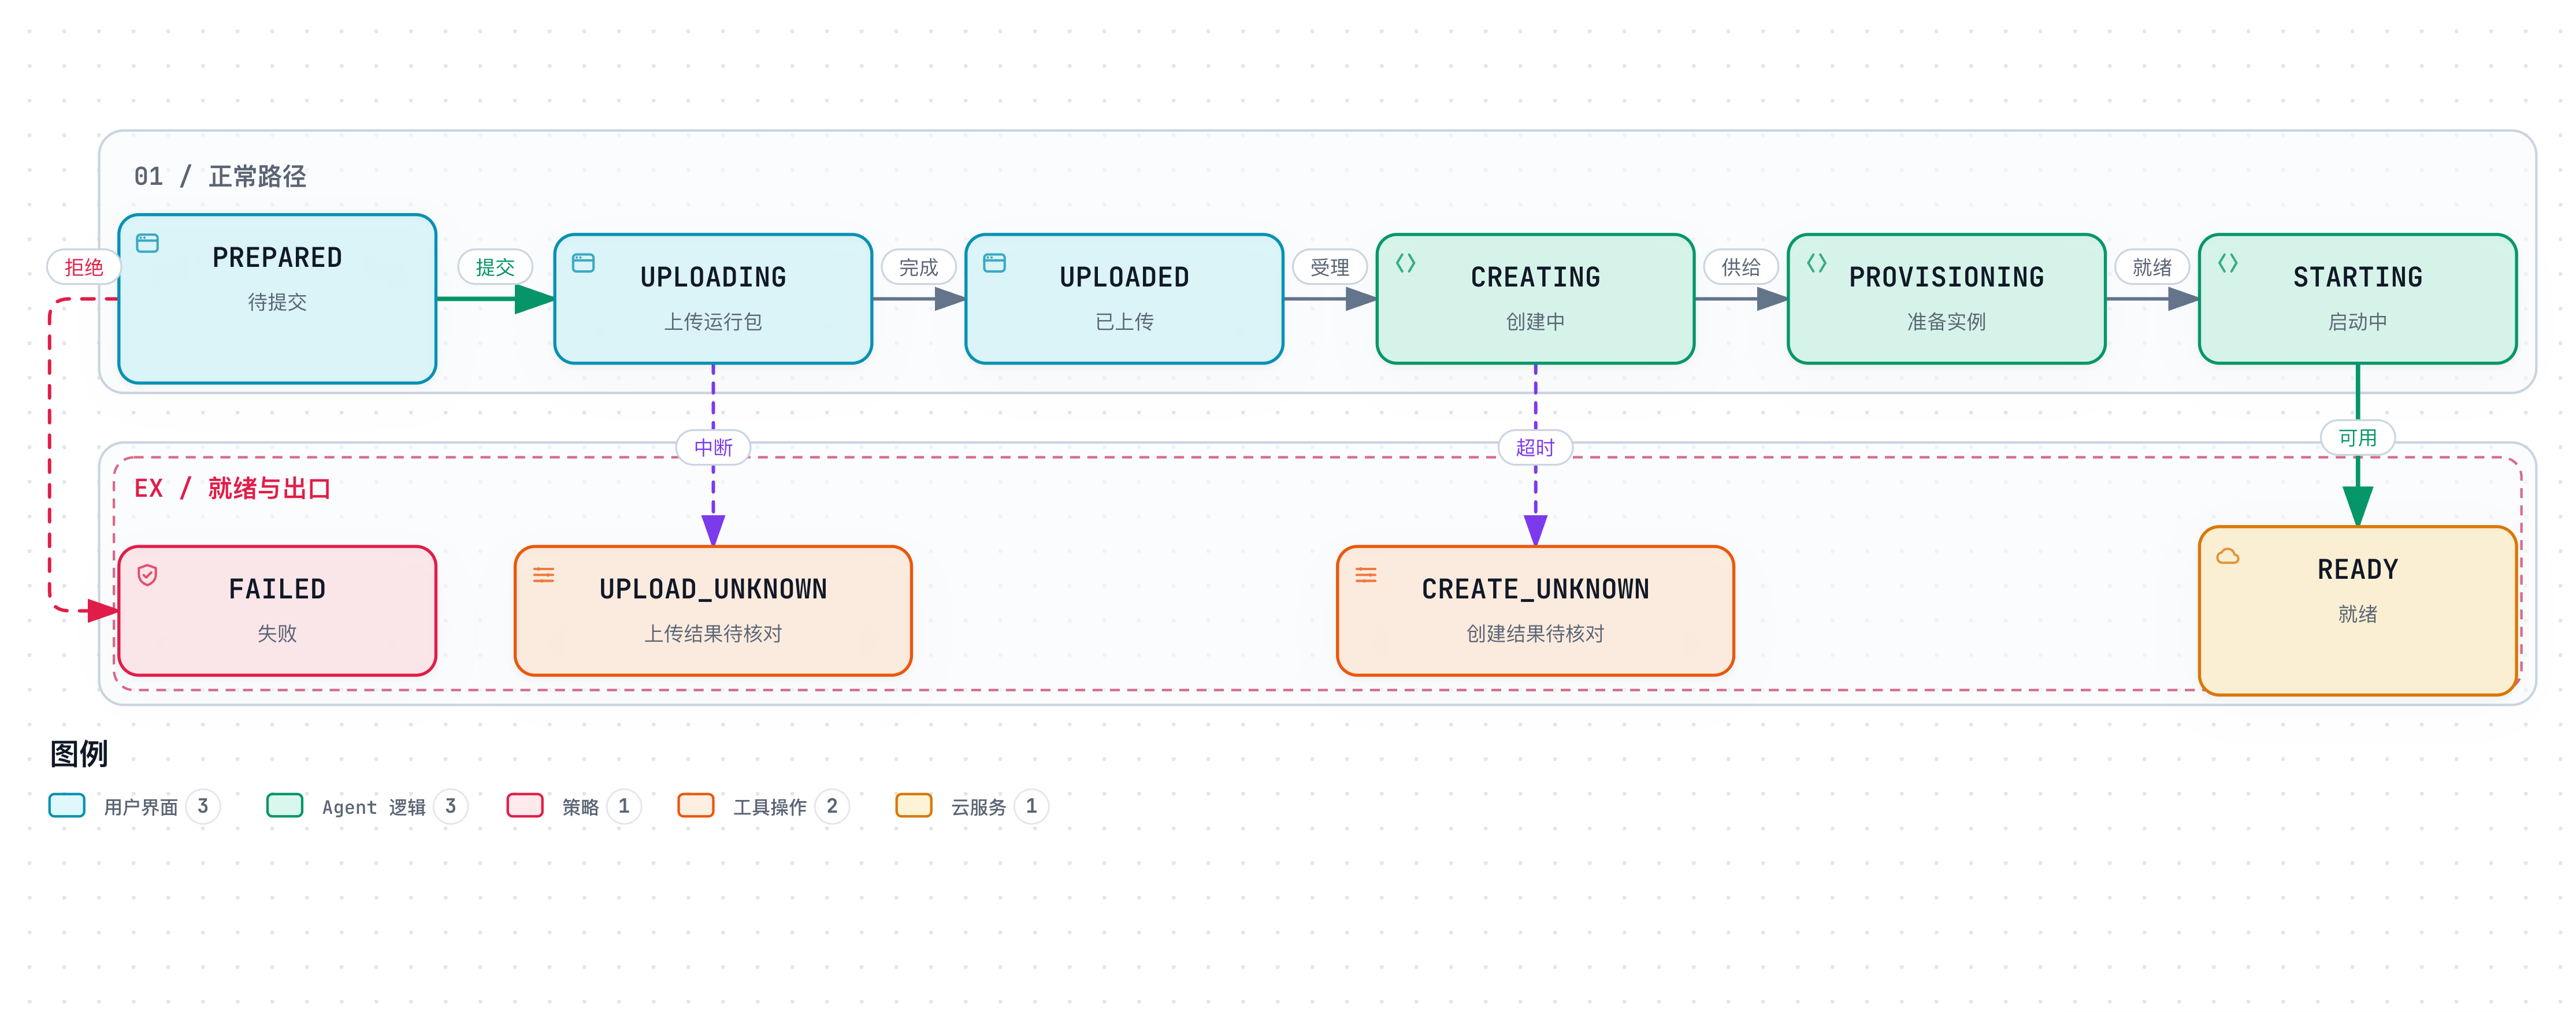 01 / 正常路径
拒绝
PREPARED
待提交
提交
UPLOADING
上传运行包
完成
UPLOADED
已上传
受理
CREATING
创建中
供给
PROVISIONING
准备实例
就绪
STARTING
启动中
中断
超时
可用
EX / 就绪与出口
FAILED
失败
UPLOAD_UNKNOWN
上传结果待核对
CREATE_UNKNOWN
创建结果待核对
READY
就绪
图例
用户界面 3
Agent 逻辑 3
策略 1
工具操作 2
云服务 1